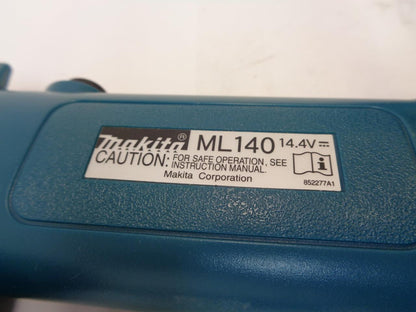 makita® ML140 14.4V⎓
CAUTION: FOR SAFE OPERATION, SEE
INSTRUCTION MANUAL.
Makita Corporation
852277A1